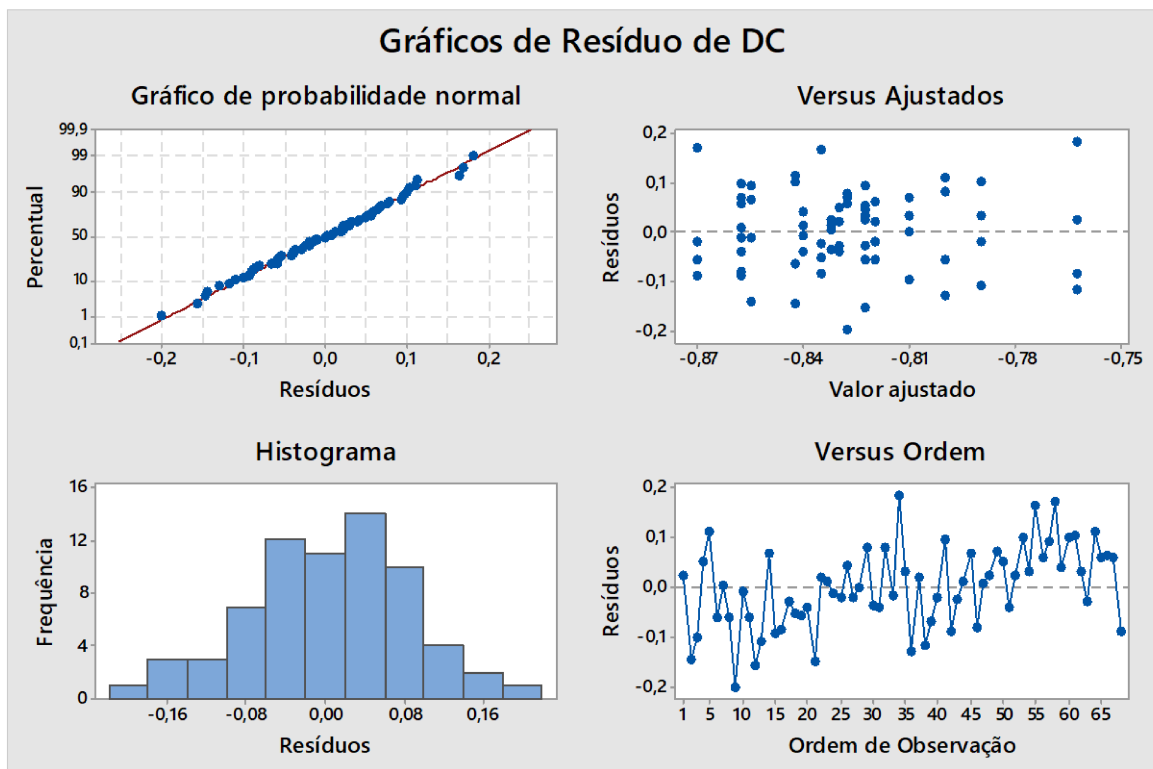 Gráficos de Resíduo de DC
Gráfico de probabilidade normal
99,9
99
90
50
10
1
0,1
Percentual
-0,2 -0,1 0,0 0,1 0,2
Resíduos
Versus Ajustados
0,2
0,1
0,0
-0,1
-0,2
Resíduos
-0,87 -0,84 -0,81 -0,78 -0,75
Valor ajustado
Histograma
16
12
8
4
0
Frequência
-0,16 -0,08 0,00 0,08 0,16
Resíduos
Versus Ordem
0,2
0,1
0,0
-0,1
-0,2
Resíduos
1 5 10 15 20 25 30 35 40 45 50 55 60 65
Ordem de Observação